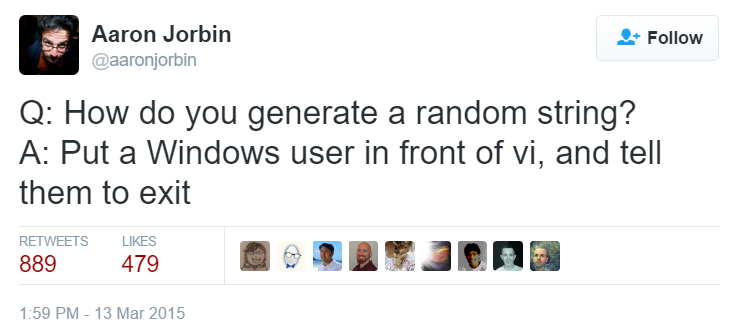 Aaron Jorbin
@aaronjorbin
Follow
Q: How do you generate a random string?
A: Put a Windows user in front of vi, and tell
them to exit
RETWEETS LIKES
889 479
1:59 PM - 13 Mar 2015